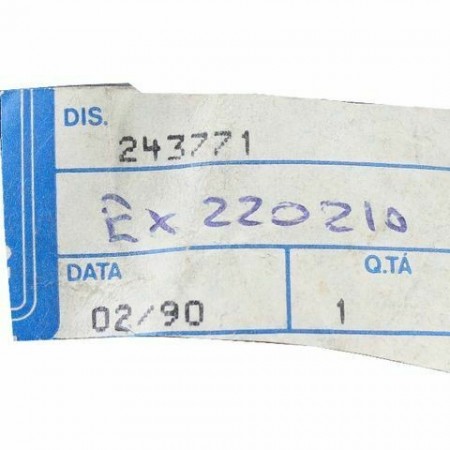 DIS.
243771
Ex 220210
DATA Q.TÁ
02/90 1